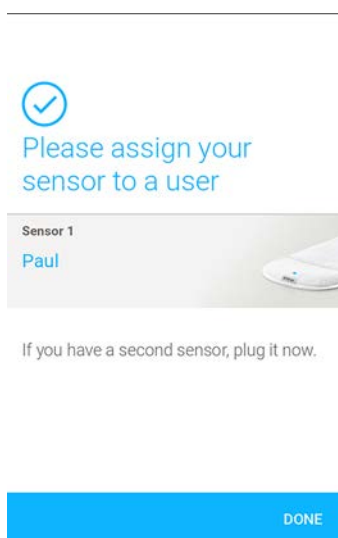 Please assign your
sensor to a user
Sensor 1
Paul
If you have a second sensor, plug it now.
DONE